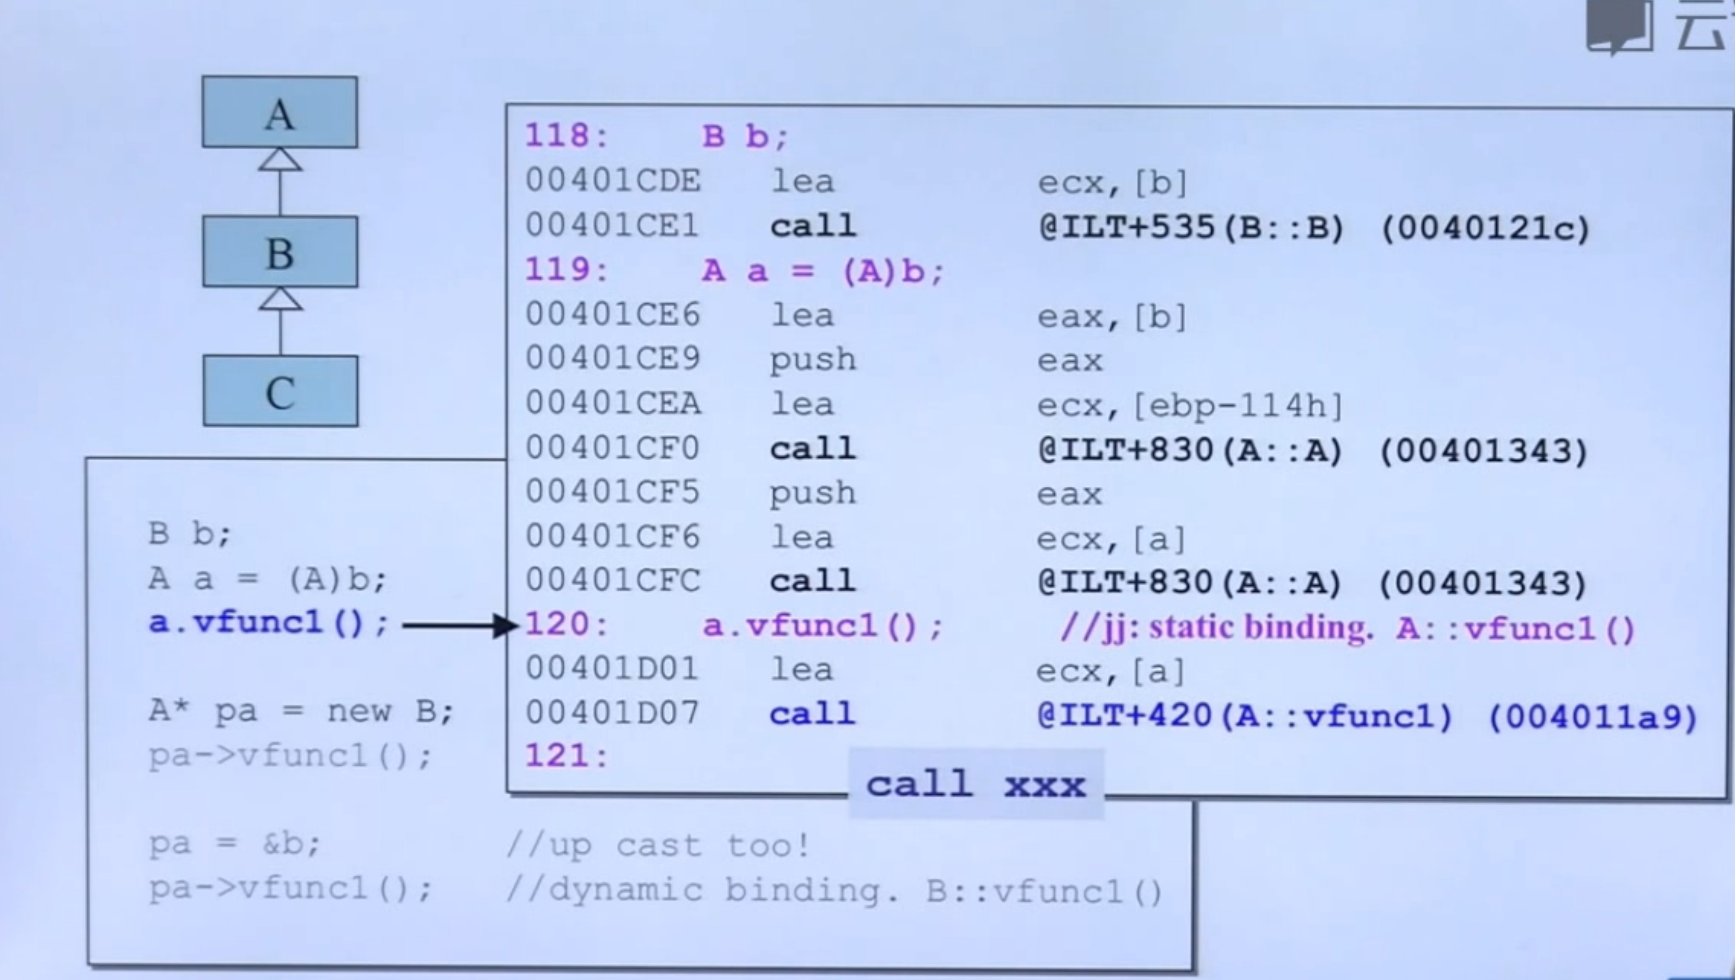 云
A
B
C
118: B b;
00401CDE lea ecx,[b]
00401CE1 call @ILT+535(B::B) (0040121c)
119: A a = (A)b;
00401CE6 lea eax,[b]
00401CE9 push eax
00401CEA lea ecx,[ebp-114h]
00401CF0 call @ILT+830(A::A) (00401343)
00401CF5 push eax
00401CF6 lea ecx,[a]
00401CFC call @ILT+830(A::A) (00401343)
120: a.vfunc1(); //jj: static binding. A::vfunc1()
00401D01 lea ecx,[a]
00401D07 call @ILT+420(A::vfunc1) (004011a9)
121:
call xxx
B b;
A a = (A)b;
a.vfunc1();
A* pa = new B;
pa->vfunc1();
pa = &b; //up cast too!
pa->vfunc1(); //dynamic binding. B::vfunc1()